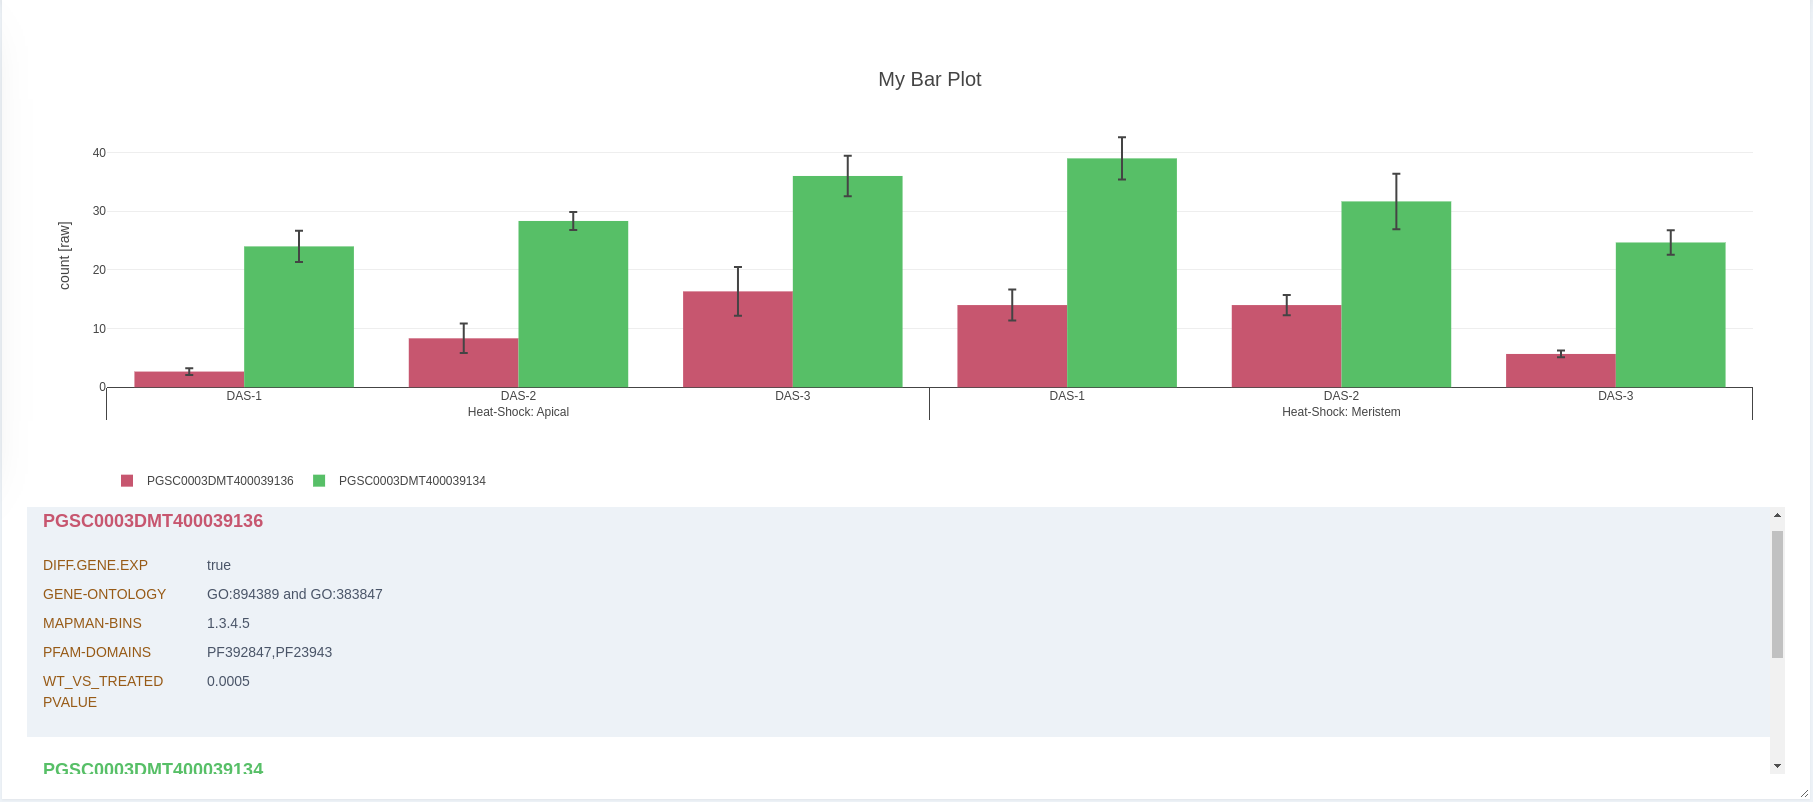 My Bar Plot
count [raw]
40
30
20
10
0
DAS-1 DAS-2 DAS-3 DAS-1 DAS-2 DAS-3
Heat-Shock: Apical Heat-Shock: Meristem
PGSC0003DMT400039136 PGSC0003DMT400039134
PGSC0003DMT400039136
DIFF.GENE.EXP true
GENE-ONTOLOGY GO:894389 and GO:383847
MAPMAN-BINS 1.3.4.5
PFAM-DOMAINS PF392847,PF23943
WT_VS_TREATED 0.0005
PVALUE
PGSC0003DMT400039134